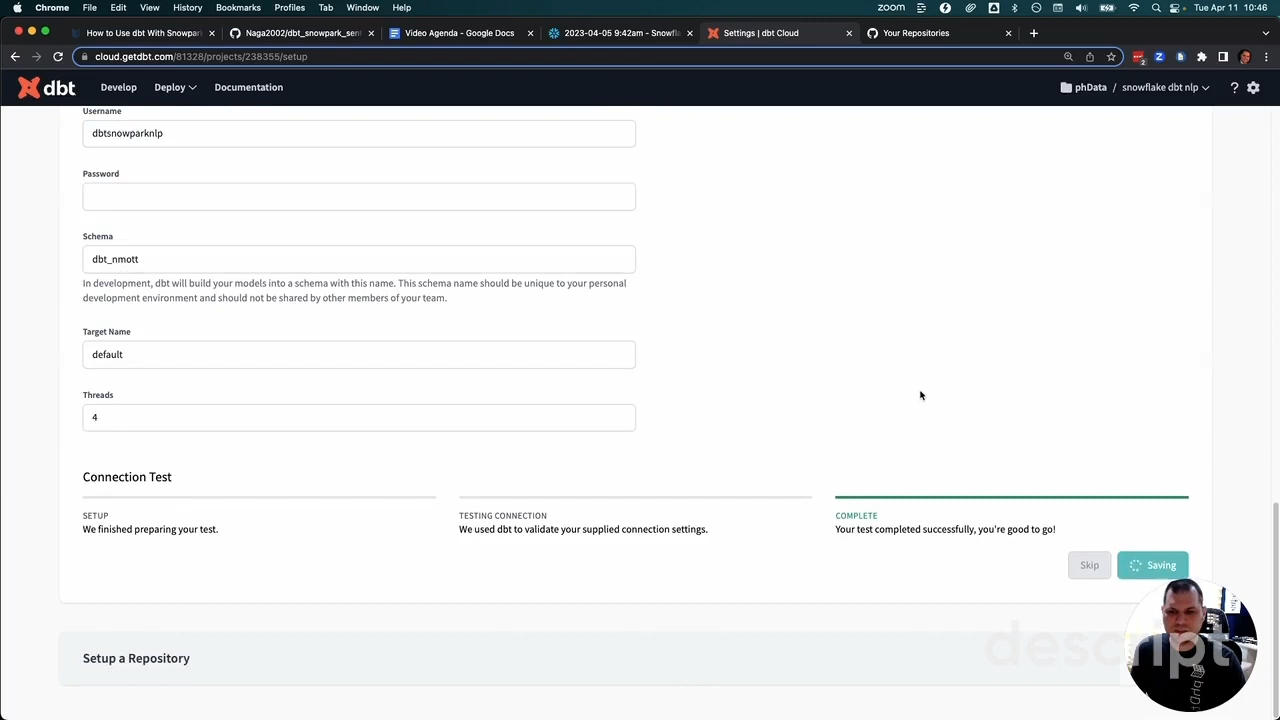 Chrome File Edit View History Bookmarks Profiles Tab Window Help zoom Tue Apr 11 10:46
How to Use dbt With Snowpar
Naga2002/dbt_snowpark_sen
Video Agenda - Google Docs
2023-04-05 9:42am - Snowfla
Settings | dbt Cloud
Your Repositories
cloud.getdbt.com/81328/projects/238355/setup
dbt Develop Deploy Documentation phData / snowflake dbt nlp
Username
dbtsnowparknlp
Password
Schema
dbt_nmott
In development, dbt will build your models into a schema with this name. This schema name should be unique to your personal
development environment and should not be shared by other members of your team.
Target Name
default
Threads
4
Connection Test
SETUP
We finished preparing your test.
TESTING CONNECTION
We used dbt to validate your supplied connection settings.
COMPLETE
Your test completed successfully, you're good to go!
Skip
Saving
Setup a Repository
descript